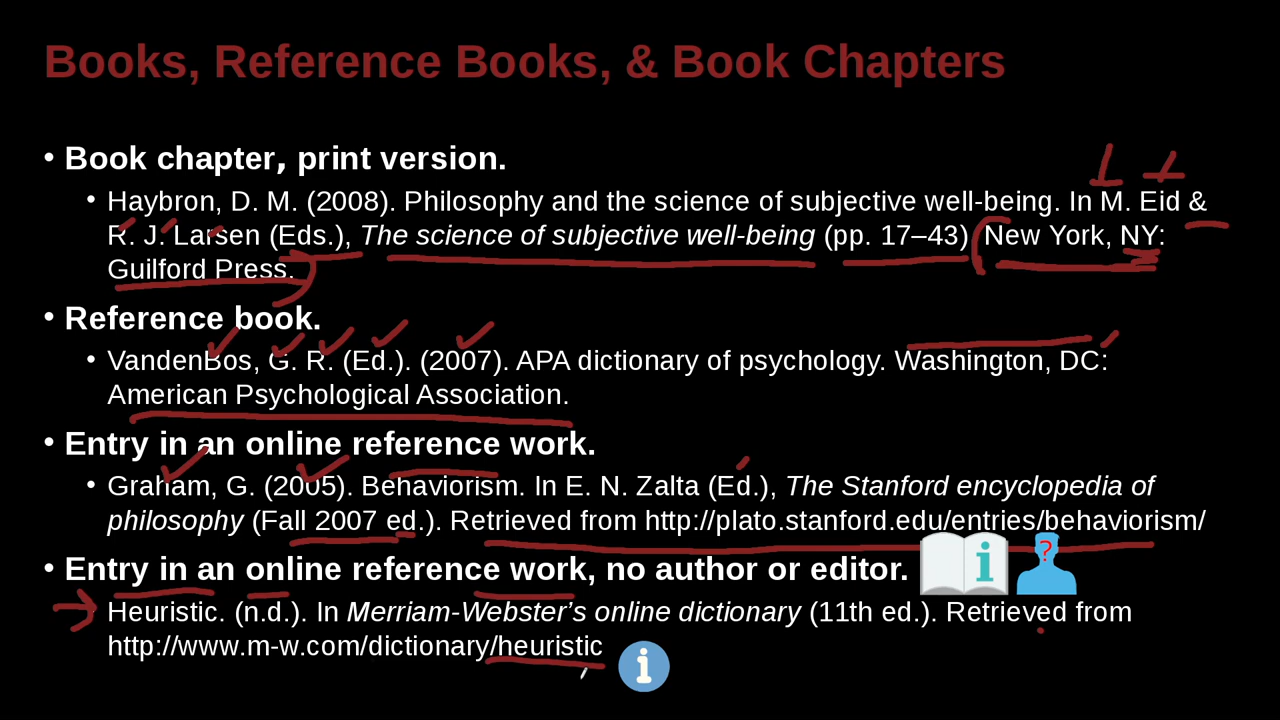 Books, Reference Books, & Book Chapters
• Book chapter, print version.
• Haybron, D. M. (2008). Philosophy and the science of subjective well-being. In M. Eid &
R. J. Larsen (Eds.), The science of subjective well-being (pp. 17–43) New York, NY:
Guilford Press.
• Reference book.
• VandenBos, G. R. (Ed.). (2007). APA dictionary of psychology. Washington, DC:
American Psychological Association.
• Entry in an online reference work.
• Graham, G. (2005). Behaviorism. In E. N. Zalta (Ed.), The Stanford encyclopedia of
philosophy (Fall 2007 ed.). Retrieved from http://plato.stanford.edu/entries/behaviorism/
• Entry in an online reference work, no author or editor.
Heuristic. (n.d.). In Merriam-Webster’s online dictionary (11th ed.). Retrieved from
http://www.m-w.com/dictionary/heuristic